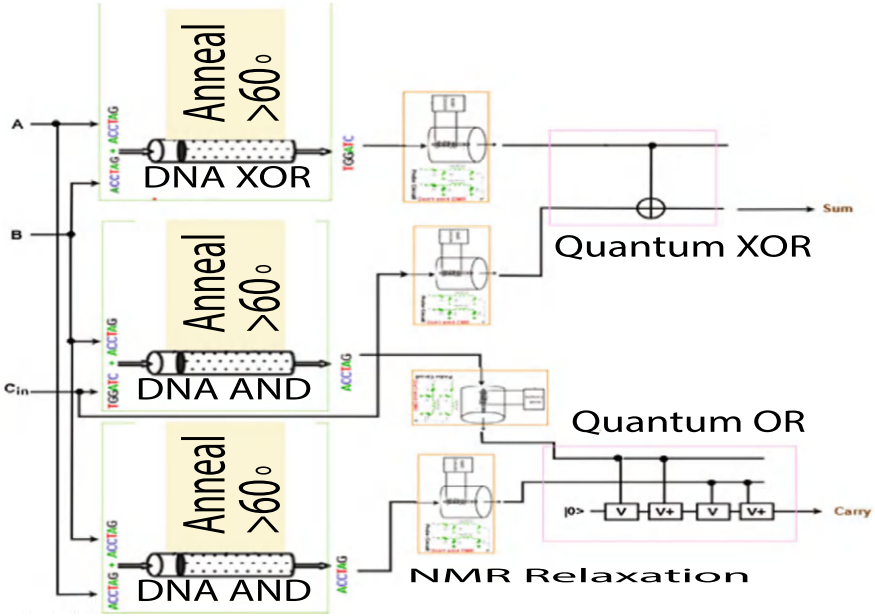 Anneal
>60°
A
ACCTAG + ACCTAG
TGGATC
DNA XOR
Sum
B
Quantum XOR
Anneal
>60°
TGGATC + ACCTAG
ACCTAG
DNA AND
Cin
Quantum OR
Anneal
>60°
|0> V V+ V V+ Carry
ACCTAG + ACCTAG
ACCTAG
DNA AND
NMR Relaxation